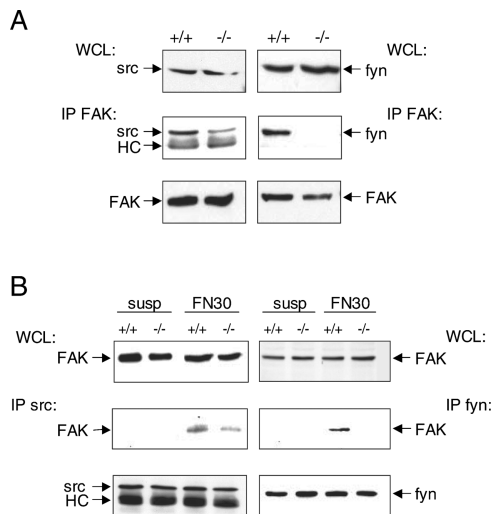 A
+/+ -/- +/+ -/-
WCL: WCL:
src fyn
IP FAK: IP FAK:
src fyn
HC
FAK FAK
B
susp FN30 susp FN30
+/+ -/- +/+ -/- +/+ -/- +/+ -/-
WCL: WCL:
FAK FAK
IP src: IP fyn:
FAK FAK
src fyn
HC